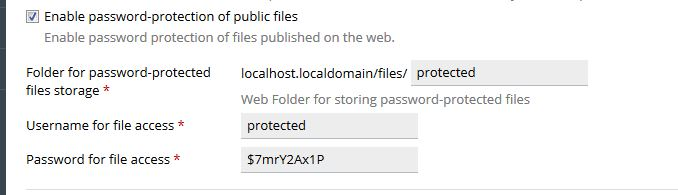 Enable password-protection of public files
Enable password protection of files published on the web.
Folder for password-protected
files storage *
localhost.localdomain/files/ protected
Web Folder for storing password-protected files
Username for file access * protected
Password for file access * $7mrY2Ax1P